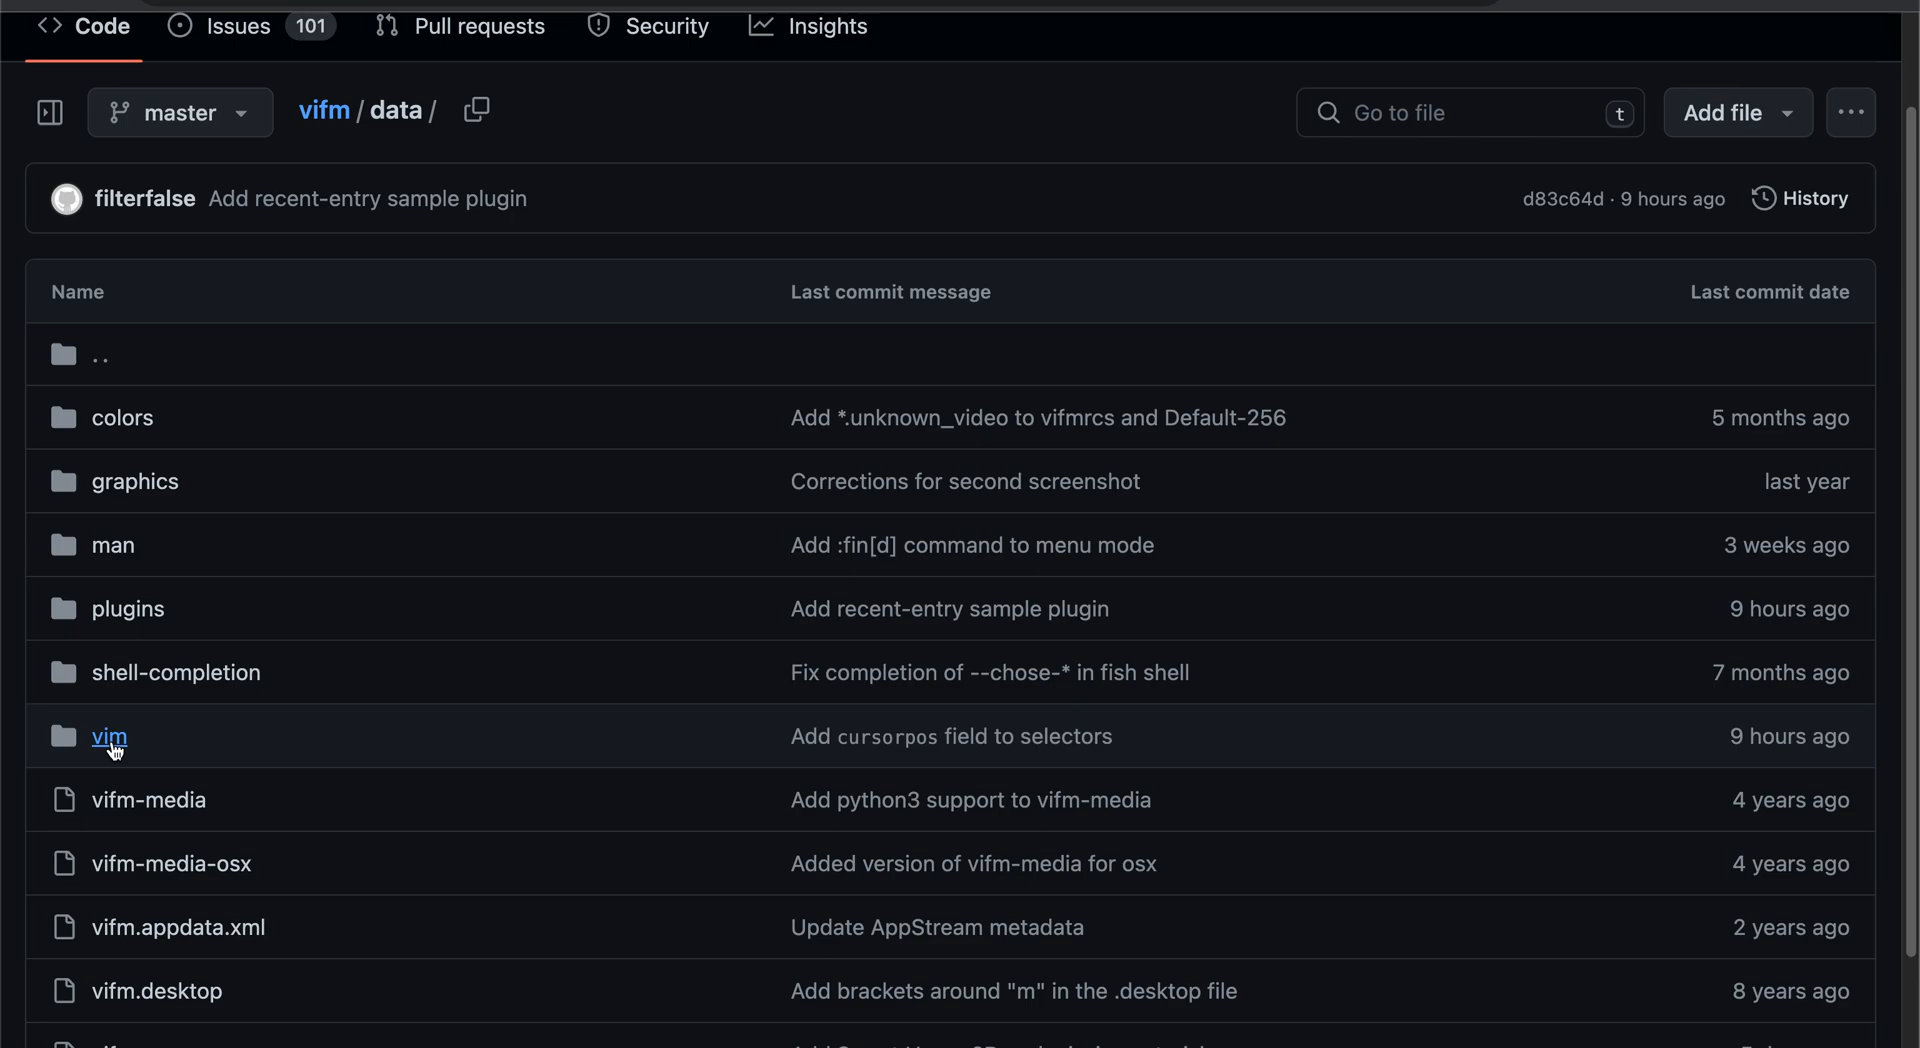 Code Issues 101 Pull requests Security Insights
master vifm / data / Go to file t Add file
filterfalse Add recent-entry sample plugin d83c64d · 9 hours ago History
Name Last commit message Last commit date
..
colors Add *.unknown_video to vifmrcs and Default-256 5 months ago
graphics Corrections for second screenshot last year
man Add :fin[d] command to menu mode 3 weeks ago
plugins Add recent-entry sample plugin 9 hours ago
shell-completion Fix completion of --chose-* in fish shell 7 months ago
vim Add cursorpos field to selectors 9 hours ago
vifm-media Add python3 support to vifm-media 4 years ago
vifm-media-osx Added version of vifm-media for osx 4 years ago
vifm.appdata.xml Update AppStream metadata 2 years ago
vifm.desktop Add brackets around "m" in the .desktop file 8 years ago